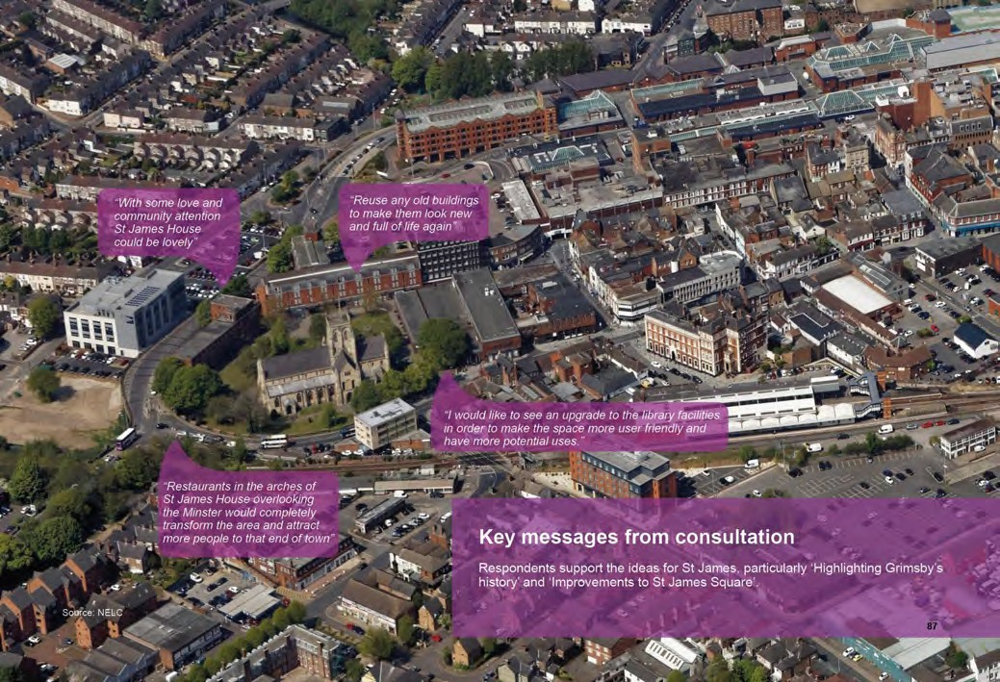 “With some love and
community attention
St James House
could be lovely”
“Reuse any old buildings
to make them look new
and full of life again”
“I would like to see an upgrade to the library facilities
in order to make the space more user friendly and
have more potential uses.”
“Restaurants in the arches of
St James House overlooking
the Minster would completely
transform the area and attract
more people to that end of town”
Key messages from consultation
Respondents support the ideas for St James, particularly ‘Highlighting Grimsby’s
history’ and ‘Improvements to St James Square’.
Source: NELC
87